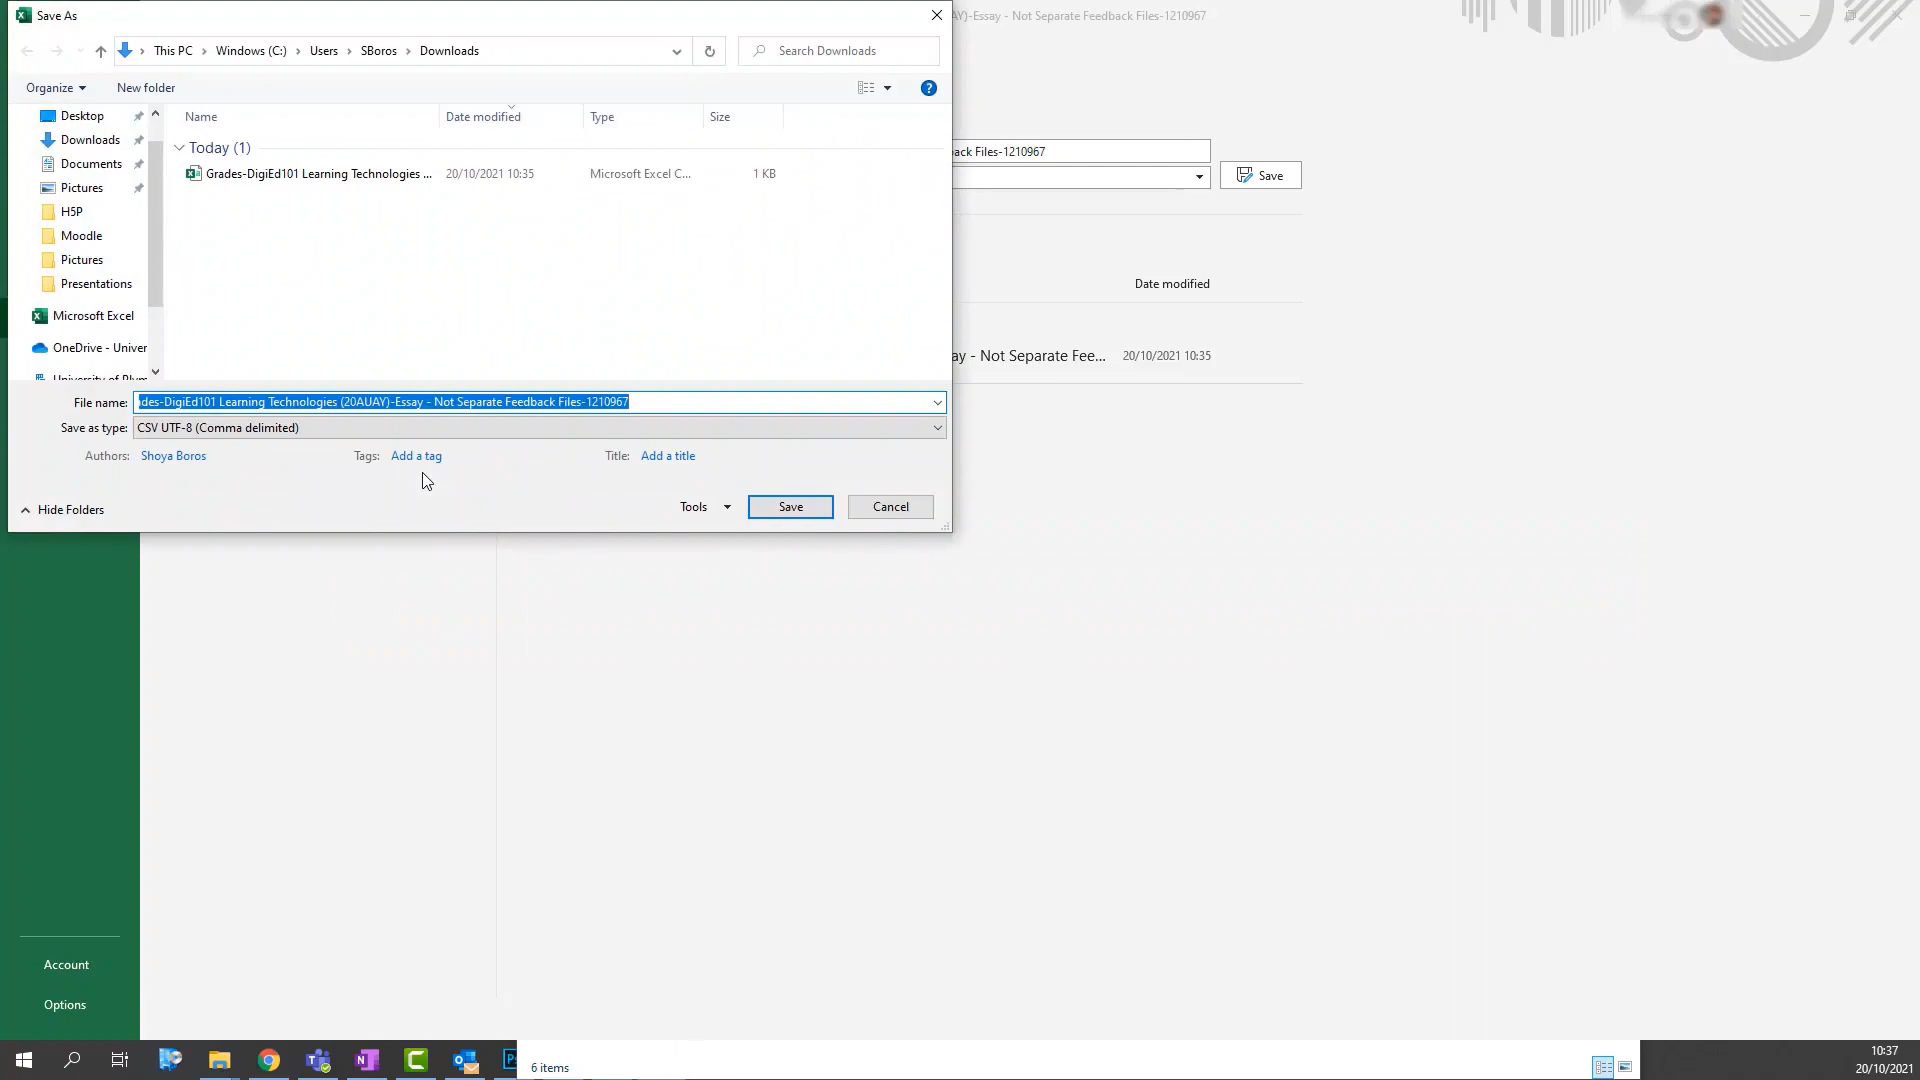 Save As
AY)-Essay - Not Separate Feedback Files-1210967
This PC > Windows (C:) > Users > SBoros > Downloads
Search Downloads
Organize
New folder
?
Desktop
Downloads
Documents
Pictures
H5P
Moodle
Pictures
Presentations
Microsoft Excel
OneDrive - Univer
University of Plym
Name
Date modified
Type
Size
Today (1)
Grades-DigiEd101 Learning Technologies ...
20/10/2021 10:35
Microsoft Excel C...
1 KB
ack Files-1210967
Save
Date modified
ay - Not Separate Fee...
20/10/2021 10:35
File name:
des-DigiEd101 Learning Technologies (20AUAY)-Essay - Not Separate Feedback Files-1210967
Save as type:
CSV UTF-8 (Comma delimited)
Authors:
Shoya Boros
Tags:
Add a tag
Title:
Add a title
Hide Folders
Tools
Save
Cancel
Account
Options
6 items
10:37
20/10/2021